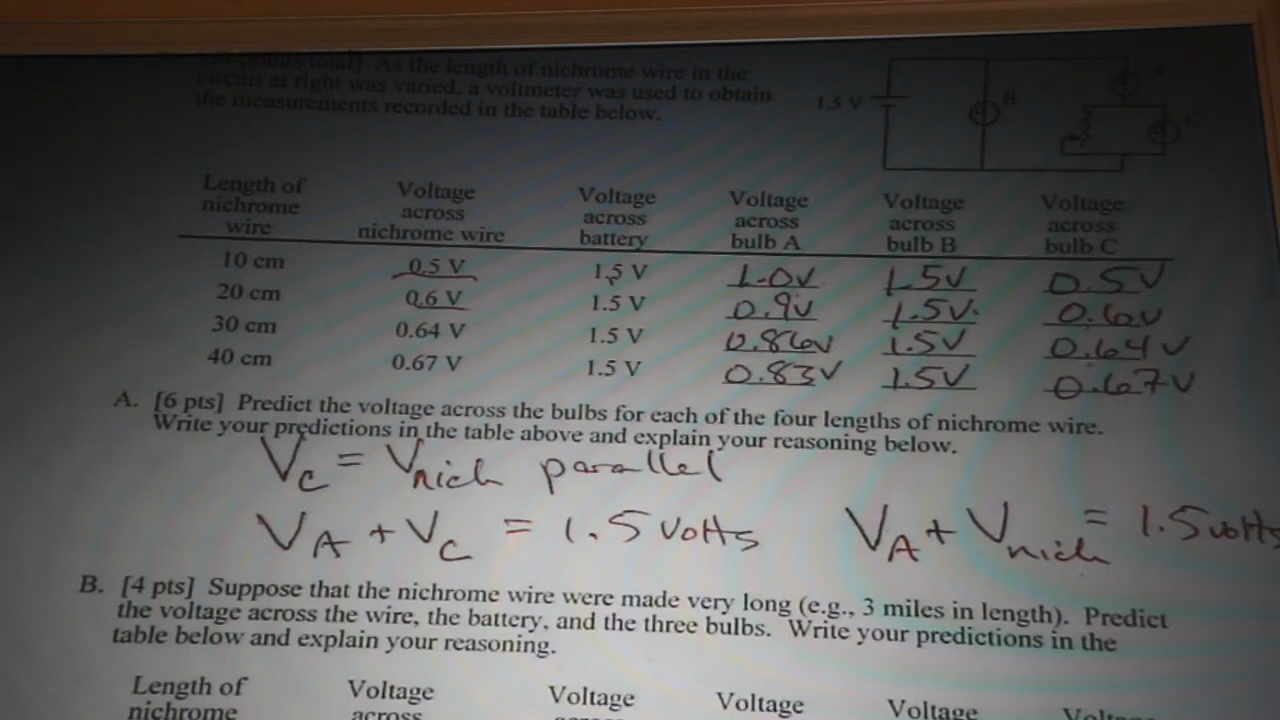 total] As the length of nichrome wire in the
circuit at right was varied, a voltmeter was used to obtain
the measurements recorded in the table below.
1.5 V
B
Length of nichrome wire
Voltage across nichrome wire
Voltage across battery
Voltage across bulb A
Voltage across bulb B
Voltage across bulb C
10 cm 0.5 V 1.5 V 1.0V 1.5V 0.5V
20 cm 0.6 V 1.5 V 0.9V 1.5V. 0.6V
30 cm 0.64 V 1.5 V 0.86V 1.5V 0.64V
40 cm 0.67 V 1.5 V 0.83V 1.5V 0.67V
A. [6 pts] Predict the voltage across the bulbs for each of the four lengths of nichrome wire.
Write your predictions in the table above and explain your reasoning below.
VC = Vnich parallel
VA + VC = 1.5 volts VA + Vnich = 1.5 volts
B. [4 pts] Suppose that the nichrome wire were made very long (e.g., 3 miles in length). Predict
the voltage across the wire, the battery, and the three bulbs. Write your predictions in the
table below and explain your reasoning.
Length of Voltage Voltage Voltage Voltage
nichrome across